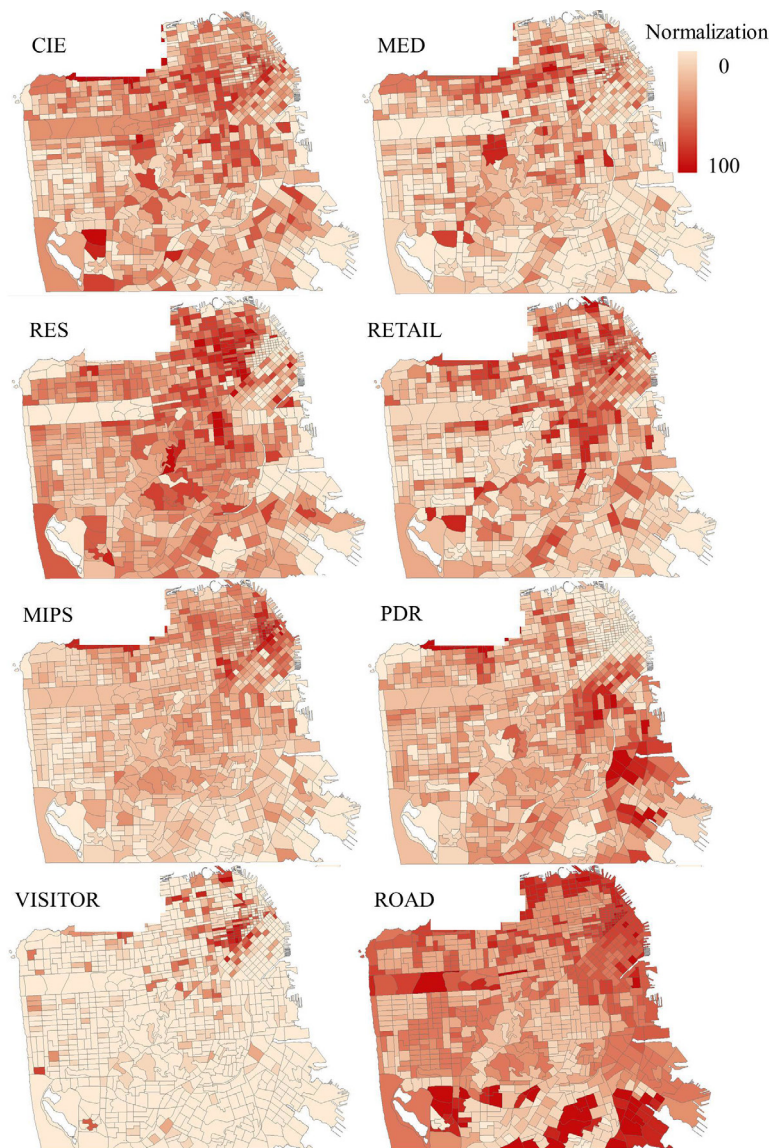 CIE
MED
Normalization
0
100
RES
RETAIL
MIPS
PDR
VISITOR
ROAD